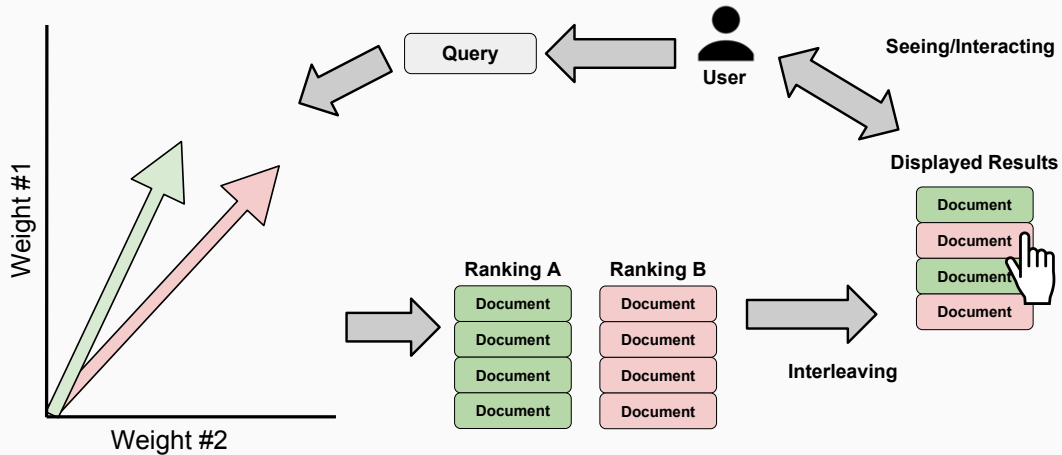 Query
User
Seeing/Interacting
Displayed Results
Document
Document
Document
Document
Weight #1
Weight #2
Ranking A
Document
Document
Document
Document
Ranking B
Document
Document
Document
Document
Interleaving